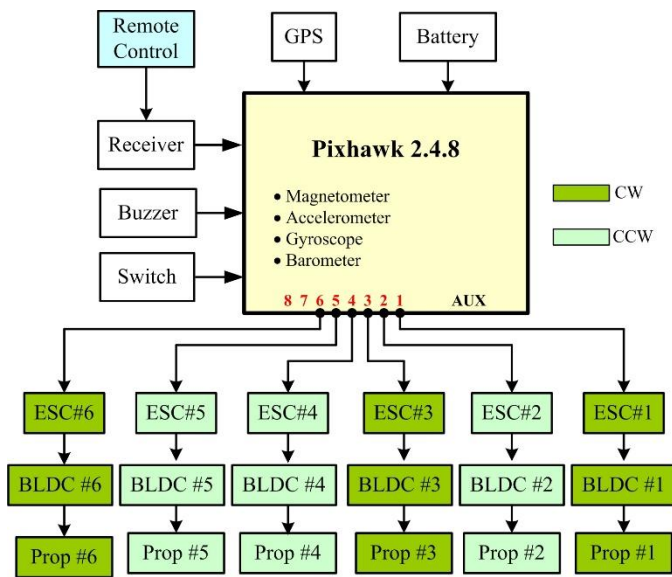 Remote
Control
GPS
Battery
Receiver
Buzzer
Switch
Pixhawk 2.4.8
• Magnetometer
• Accelerometer
• Gyroscope
• Barometer
8 7 6 5 4 3 2 1 AUX
CW
CCW
ESC#6 ESC#5 ESC#4 ESC#3 ESC#2 ESC#1
BLDC #6 BLDC #5 BLDC #4 BLDC #3 BLDC #2 BLDC #1
Prop #6 Prop #5 Prop #4 Prop #3 Prop #2 Prop #1